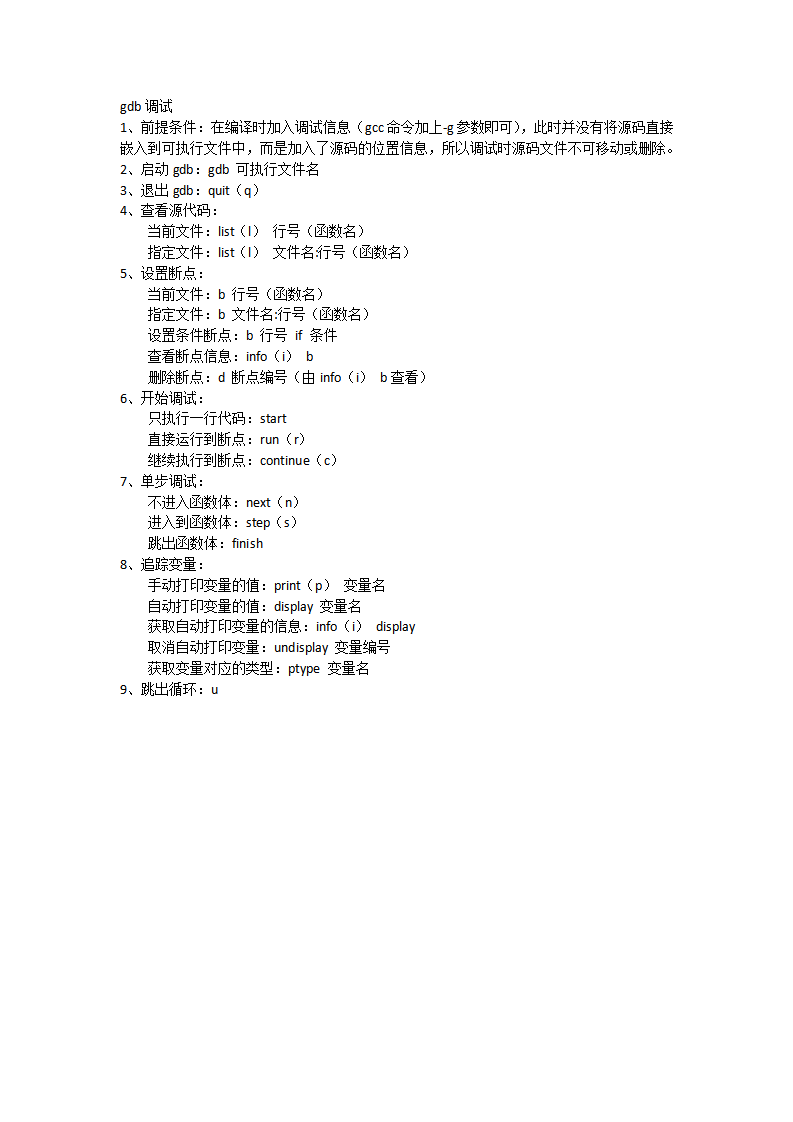 gdb 调试
1、前提条件：在编译时加入调试信息（gcc 命令加上-g 参数即可），此时并没有将源码直接
嵌入到可执行文件中，而是加入了源码的位置信息，所以调试时源码文件不可移动或删除。
2、启动 gdb：gdb 可执行文件名
3、退出 gdb：quit（q）
4、查看源代码：
当前文件：list（l） 行号（函数名）
指定文件：list（l） 文件名:行号（函数名）
5、设置断点：
当前文件：b 行号（函数名）
指定文件：b 文件名:行号（函数名）
设置条件断点：b 行号 if 条件
查看断点信息：info（i） b
删除断点：d 断点编号（由 info（i） b 查看）
6、开始调试：
只执行一行代码：start
直接运行到断点：run（r）
继续执行到断点：continue（c）
7、单步调试：
不进入函数体：next（n）
进入到函数体：step（s）
跳出函数体：finish
8、追踪变量：
手动打印变量的值：print（p） 变量名
自动打印变量的值：display 变量名
获取自动打印变量的信息：info（i） display
取消自动打印变量：undisplay 变量编号
获取变量对应的类型：ptype 变量名
9、跳出循环：u